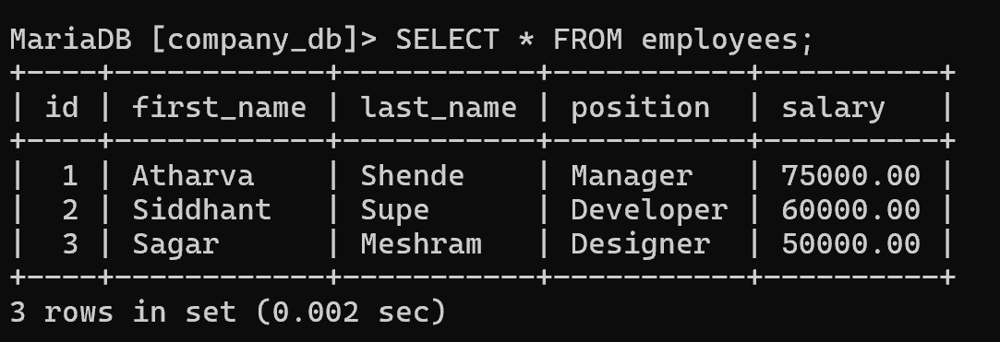 MariaDB [company_db]> SELECT * FROM employees;
+----+------------+-----------+-----------+----------+
| id | first_name | last_name | position  | salary   |
+----+------------+-----------+-----------+----------+
|  1 | Atharva    | Shende    | Manager   | 75000.00 |
|  2 | Siddhant   | Supe      | Developer | 60000.00 |
|  3 | Sagar      | Meshram   | Designer  | 50000.00 |
+----+------------+-----------+-----------+----------+
3 rows in set (0.002 sec)